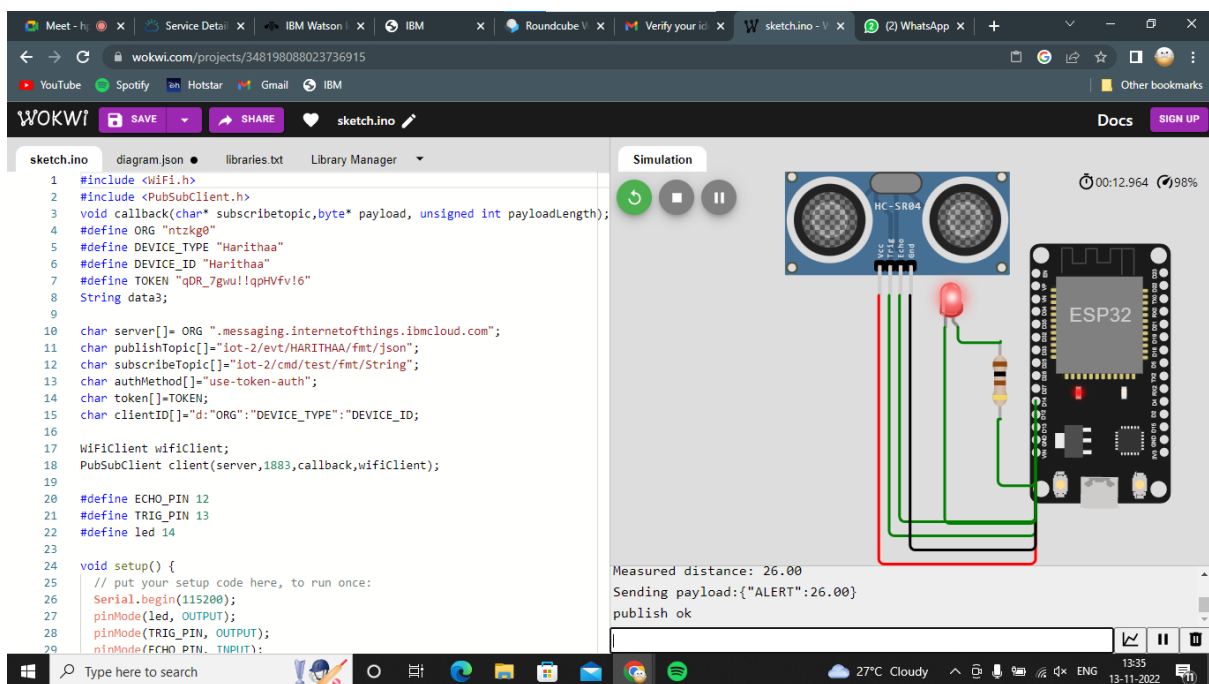 Meet - h
Service Detail
IBM Watson I
IBM
Roundcube W
Verify your id
sketch.ino - W
(2) WhatsApp
wokwi.com/projects/348198088023736915
YouTube
Spotify
Hotstar
Gmail
IBM
Other bookmarks
WOKWI
SAVE
SHARE
sketch.ino
Docs
SIGN UP
sketch.ino
diagram.json
libraries.txt
Library Manager
Simulation
1 #include <WiFi.h>
2 #include <PubSubClient.h>
3 void callback(char* subscribetopic,byte* payload, unsigned int payloadLength);
4 #define ORG "ntzkg0"
5 #define DEVICE_TYPE "Harithaa"
6 #define DEVICE_ID "Harithaa"
7 #define TOKEN "qDR_7gwu!!qpHVfv!6"
8 String data3;
9
10 char server[]= ORG ".messaging.internetofthings.ibmcloud.com";
11 char publishTopic[]="iot-2/evt/HARITHAA/fmt/json";
12 char subscribeTopic[]="iot-2/cmd/test/fmt/String";
13 char authMethod[]="use-token-auth";
14 char token[]=TOKEN;
15 char clientID[]="d:"ORG":"DEVICE_TYPE":"DEVICE_ID;
16
17 WiFiClient wifiClient;
18 PubSubClient client(server,1883,callback,wifiClient);
19
20 #define ECHO_PIN 12
21 #define TRIG_PIN 13
22 #define led 14
23
24 void setup() {
25 // put your setup code here, to run once:
26 Serial.begin(115200);
27 pinMode(led, OUTPUT);
28 pinMode(TRIG_PIN, OUTPUT);
29 pinMode(ECHO_PIN, INPUT);
00:12.964
98%
HC-SR04
Vcc
Trig
Echo
Gnd
ESP32
Measured distance: 26.00
Sending payload:{"ALERT":26.00}
publish ok
Type here to search
27°C Cloudy
ENG
13:35
13-11-2022